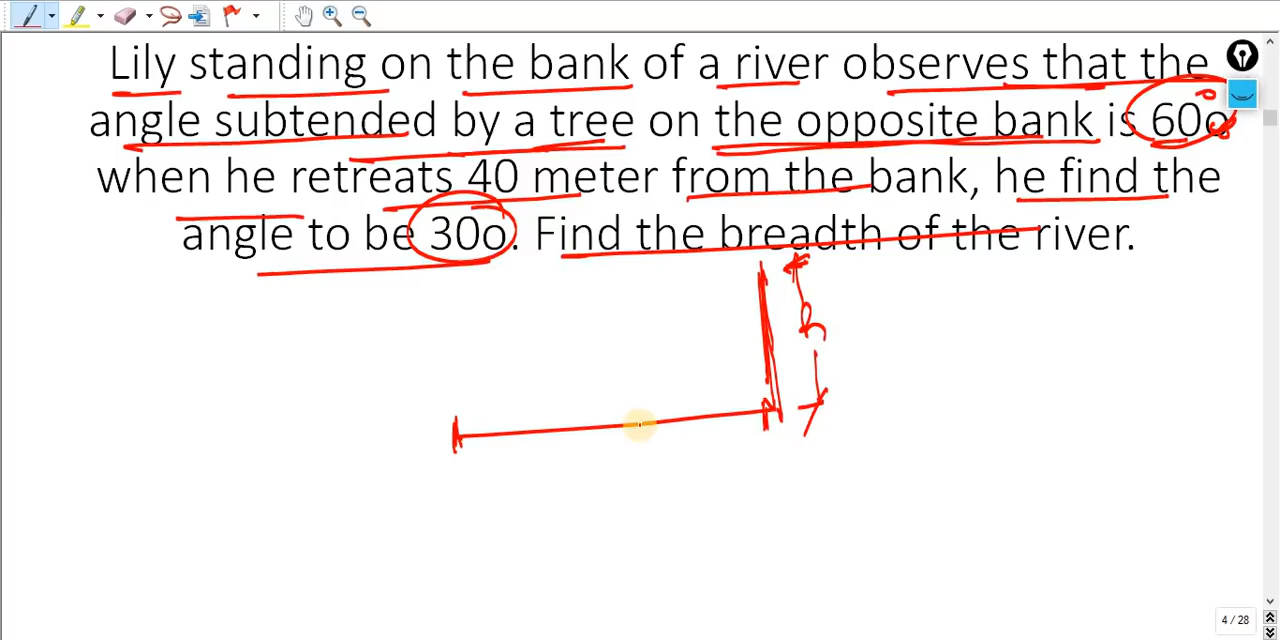 Lily standing on the bank of a river observes that the
angle subtended by a tree on the opposite bank is 60o
when he retreats 40 meter from the bank, he find the
angle to be 30o. Find the breadth of the river.
h
4 / 28